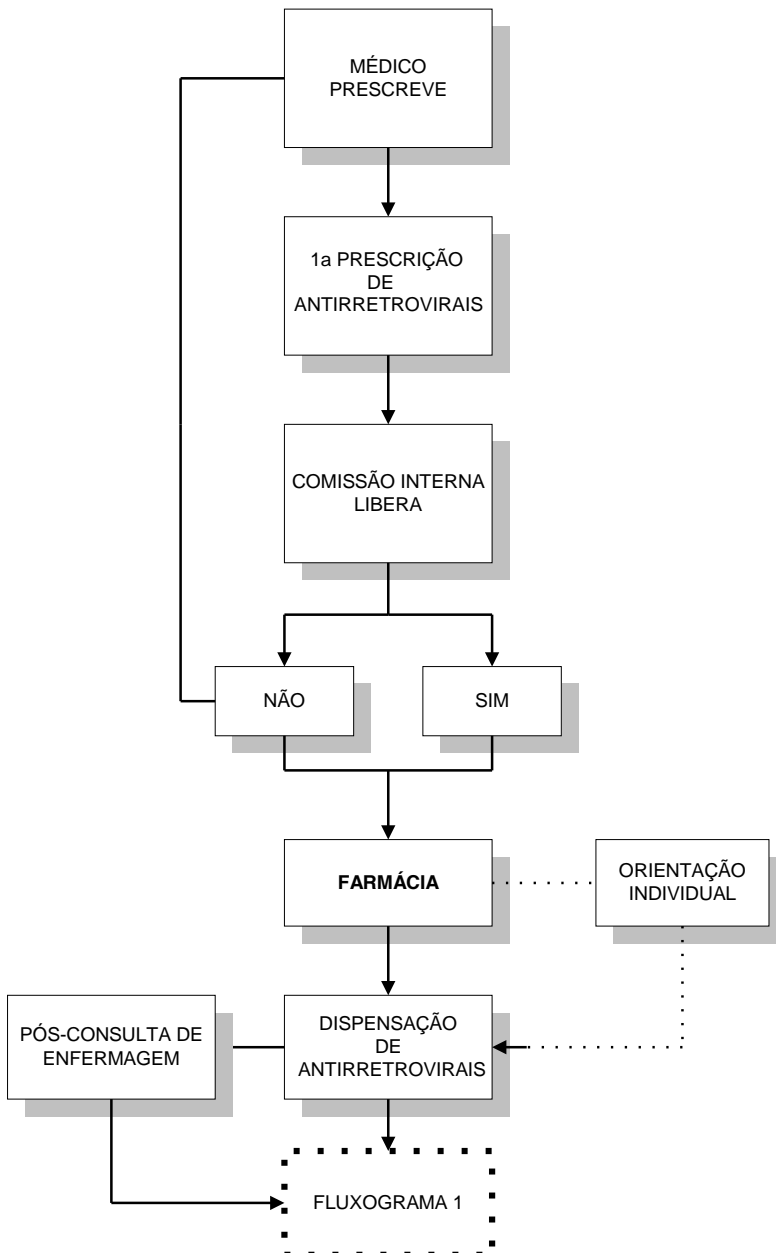 MÉDICO
PRESCREVE
1a PRESCRIÇÃO
DE
ANTIRRETROVIRAIS
COMISSÃO INTERNA
LIBERA
NÃO
SIM
FARMÁCIA
ORIENTAÇÃO
INDIVIDUAL
PÓS-CONSULTA DE
ENFERMAGEM
DISPENSAÇÃO
DE
ANTIRRETROVIRAIS
FLUXOGRAMA 1